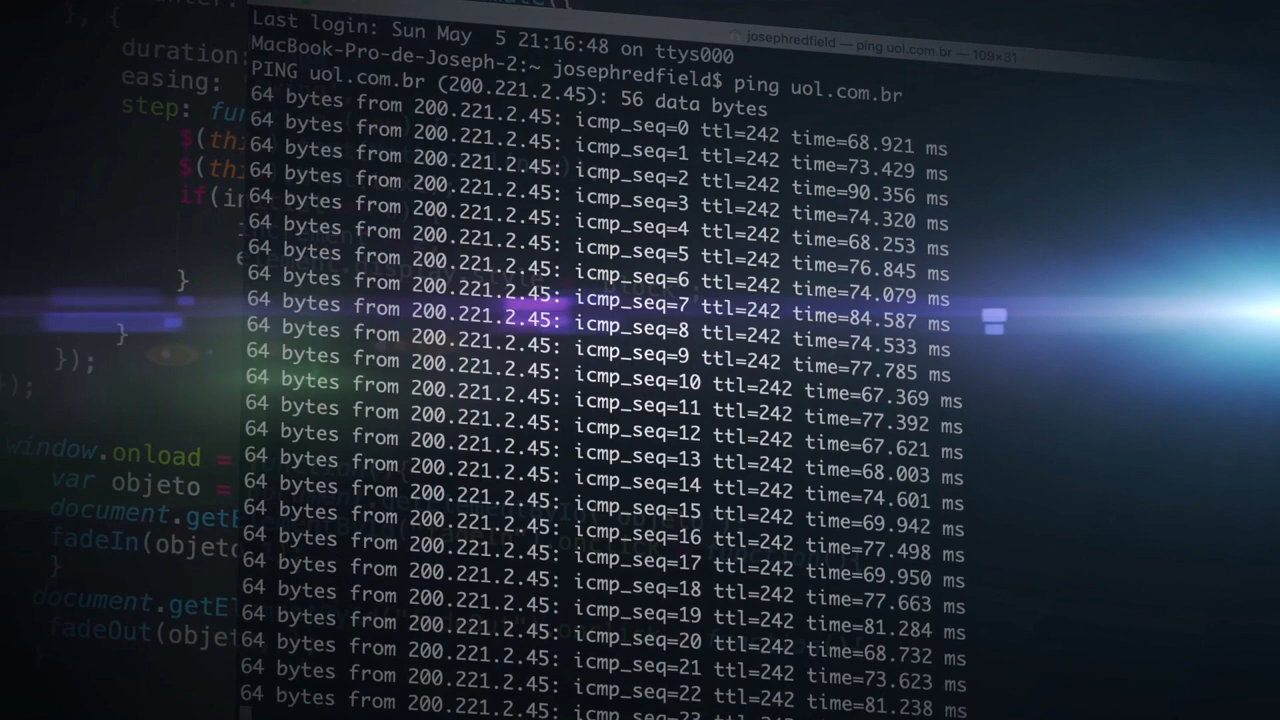 josephredfield — ping uol.com.br — 109×31
Last login: Sun May  5 21:16:48 on ttys000
MacBook-Pro-de-Joseph-2:~ josephredfield$ ping uol.com.br
PING uol.com.br (200.221.2.45): 56 data bytes
64 bytes from 200.221.2.45: icmp_seq=0 ttl=242 time=68.921 ms
64 bytes from 200.221.2.45: icmp_seq=1 ttl=242 time=73.429 ms
64 bytes from 200.221.2.45: icmp_seq=2 ttl=242 time=90.356 ms
64 bytes from 200.221.2.45: icmp_seq=3 ttl=242 time=74.320 ms
64 bytes from 200.221.2.45: icmp_seq=4 ttl=242 time=68.253 ms
64 bytes from 200.221.2.45: icmp_seq=5 ttl=242 time=76.845 ms
64 bytes from 200.221.2.45: icmp_seq=6 ttl=242 time=74.079 ms
64 bytes from 200.221.2.45: icmp_seq=7 ttl=242 time=84.587 ms
64 bytes from 200.221.2.45: icmp_seq=8 ttl=242 time=74.533 ms
64 bytes from 200.221.2.45: icmp_seq=9 ttl=242 time=77.785 ms
64 bytes from 200.221.2.45: icmp_seq=10 ttl=242 time=67.369 ms
64 bytes from 200.221.2.45: icmp_seq=11 ttl=242 time=77.392 ms
64 bytes from 200.221.2.45: icmp_seq=12 ttl=242 time=67.621 ms
64 bytes from 200.221.2.45: icmp_seq=13 ttl=242 time=68.003 ms
64 bytes from 200.221.2.45: icmp_seq=14 ttl=242 time=74.601 ms
64 bytes from 200.221.2.45: icmp_seq=15 ttl=242 time=69.942 ms
64 bytes from 200.221.2.45: icmp_seq=16 ttl=242 time=77.498 ms
64 bytes from 200.221.2.45: icmp_seq=17 ttl=242 time=69.950 ms
64 bytes from 200.221.2.45: icmp_seq=18 ttl=242 time=77.663 ms
64 bytes from 200.221.2.45: icmp_seq=19 ttl=242 time=81.284 ms
64 bytes from 200.221.2.45: icmp_seq=20 ttl=242 time=68.732 ms
64 bytes from 200.221.2.45: icmp_seq=21 ttl=242 time=73.623 ms
64 bytes from 200.221.2.45: icmp_seq=22 ttl=242 time=81.238 ms
64 bytes from 200.221.2.45: icmp_seq=23
duration:
easing:
step: fun
$(thi
$(thi
if(in
}
}
});
});
window.onload =
var objeto =
document.getE
fadeIn(objeto
}
document.getEl
fadeOut(objet